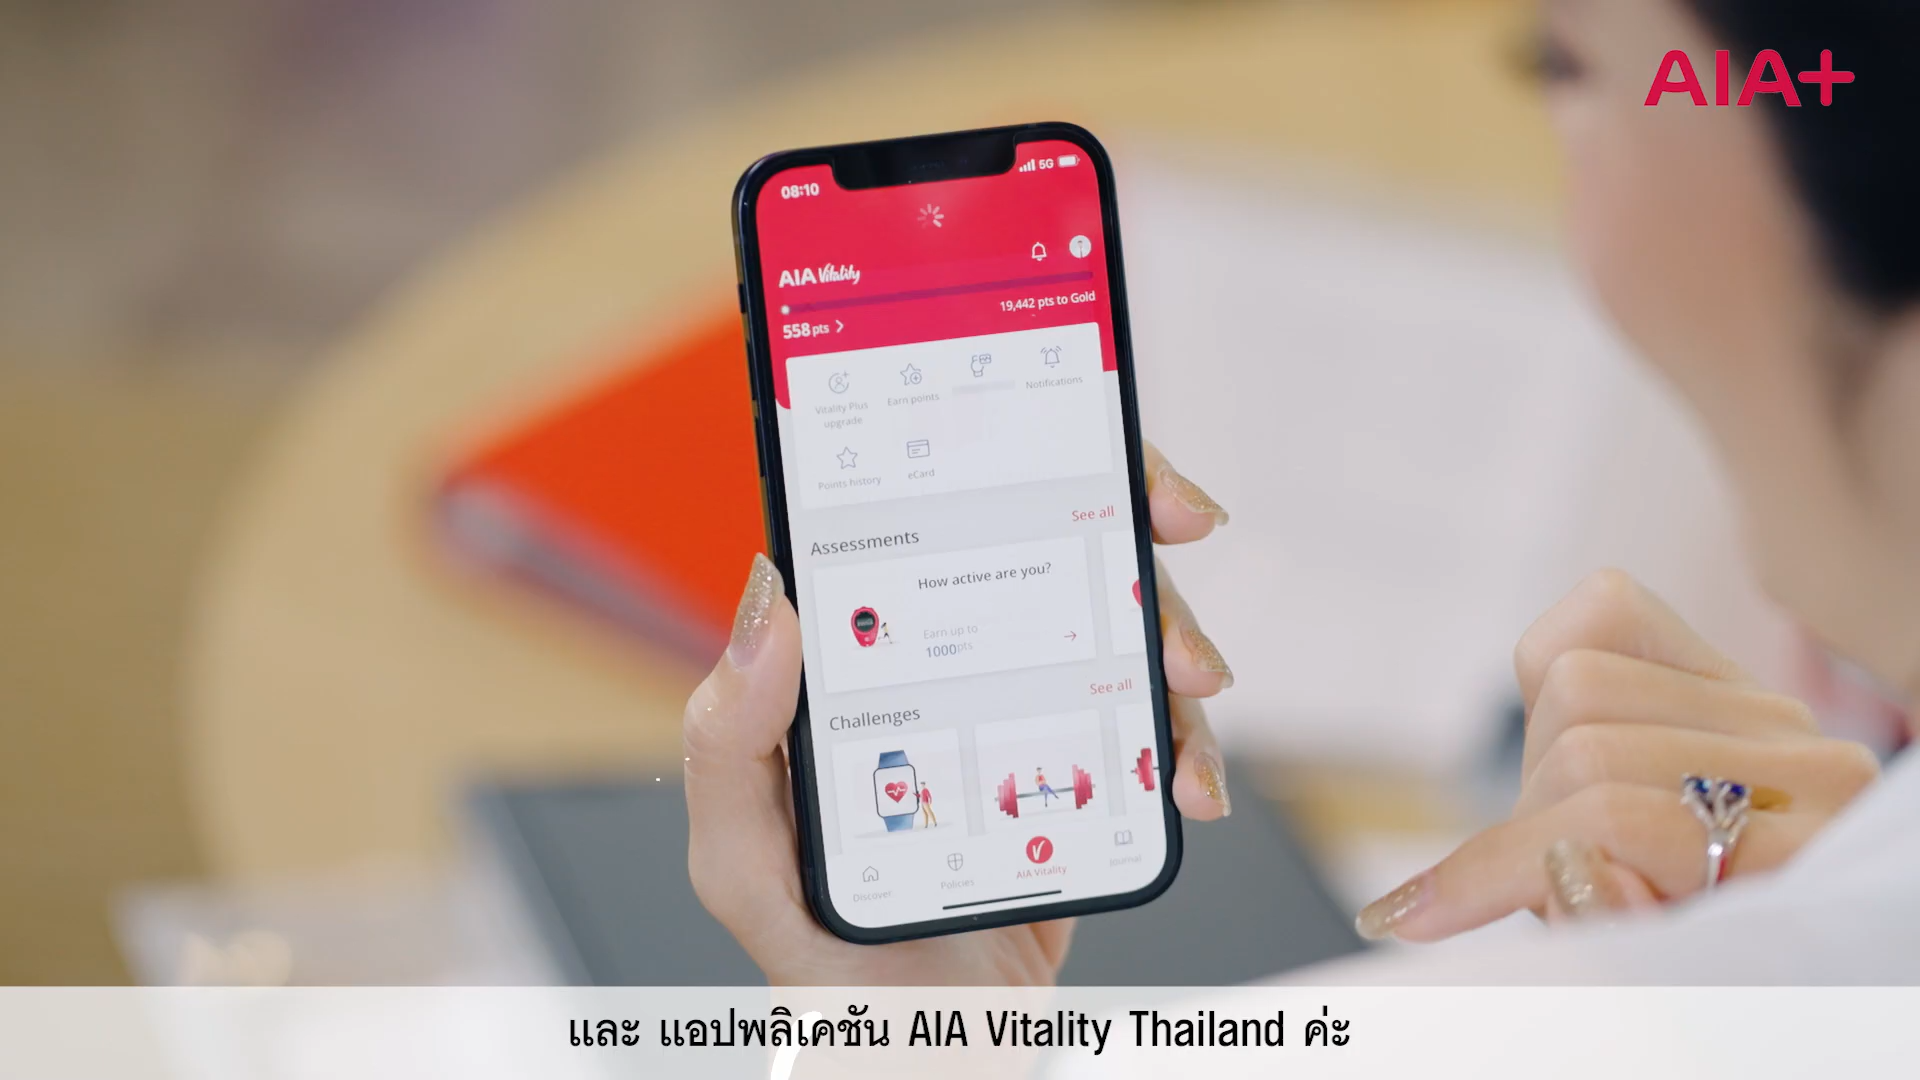 AIA+
08:10
5G
AIA Vitality
558 pts
19,442 pts to Gold
Vitality Plus
upgrade
Earn points
Notifications
Points history
eCard
Assessments
See all
How active are you?
Earn up to
1000pts
Challenges
See all
Discover
Policies
AIA Vitality
Journal
และ แอปพลิเคชัน AIA Vitality Thailand ค่ะ